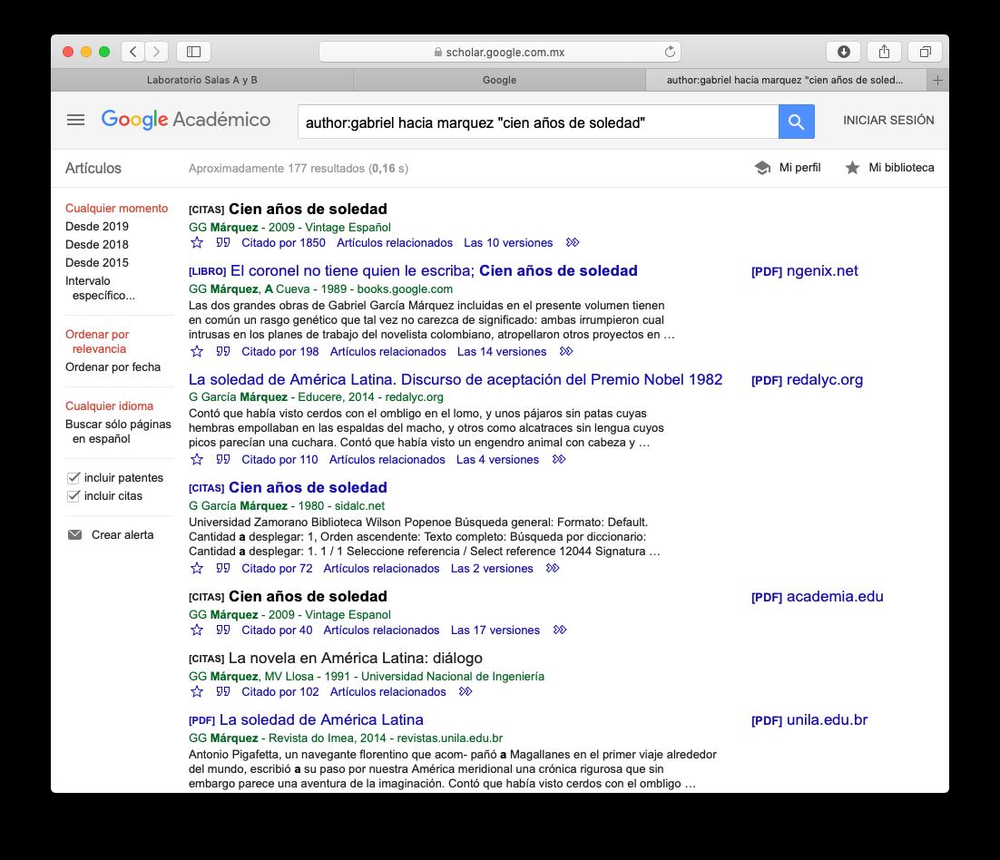 scholar.google.com.mx
Laboratorio Salas A y B
Google
author:gabriel hacia marquez "cien años de soled...
Google Académico
author:gabriel hacia marquez "cien años de soledad"
INICIAR SESIÓN
Artículos
Aproximadamente 177 resultados (0,16 s)
Mi perfil
Mi biblioteca
Cualquier momento
Desde 2019
Desde 2018
Desde 2015
Intervalo
específico...
Ordenar por
relevancia
Ordenar por fecha
Cualquier idioma
Buscar sólo páginas
en español
incluir patentes
incluir citas
Crear alerta
[CITAS] Cien años de soledad
GG Márquez - 2009 - Vintage Español
Citado por 1850 Artículos relacionados Las 10 versiones
[LIBRO] El coronel no tiene quien le escriba; Cien años de soledad
[PDF] ngenix.net
GG Márquez, A Cueva - 1989 - books.google.com
Las dos grandes obras de Gabriel García Márquez incluidas en el presente volumen tienen
en común un rasgo genético que tal vez no carezca de significado: ambas irrumpieron cual
intrusas en los planes de trabajo del novelista colombiano, atropellaron otros proyectos en …
Citado por 198 Artículos relacionados Las 14 versiones
La soledad de América Latina. Discurso de aceptación del Premio Nobel 1982
[PDF] redalyc.org
G García Márquez - Educere, 2014 - redalyc.org
Contó que había visto cerdos con el ombligo en el lomo, y unos pájaros sin patas cuyas
hembras empollaban en las espaldas del macho, y otros como alcatraces sin lengua cuyos
picos parecían una cuchara. Contó que había visto un engendro animal con cabeza y …
Citado por 110 Artículos relacionados Las 4 versiones
[CITAS] Cien años de soledad
G García Márquez - 1980 - sidalc.net
Universidad Zamorano Biblioteca Wilson Popenoe Búsqueda general: Formato: Default.
Cantidad a desplegar: 1, Orden ascendente: Texto completo: Búsqueda por diccionario:
Cantidad a desplegar: 1. 1 / 1 Seleccione referencia / Select reference 12044 Signatura …
Citado por 72 Artículos relacionados Las 2 versiones
[CITAS] Cien años de soledad
[PDF] academia.edu
GG Márquez - 2009 - Vintage Espanol
Citado por 40 Artículos relacionados Las 17 versiones
[CITAS] La novela en América Latina: diálogo
GG Márquez, MV Llosa - 1991 - Universidad Nacional de Ingeniería
Citado por 102 Artículos relacionados
[PDF] La soledad de América Latina
[PDF] unila.edu.br
GG Márquez - Revista do Imea, 2014 - revistas.unila.edu.br
Antonio Pigafetta, un navegante florentino que acom- pañó a Magallanes en el primer viaje alrededor
del mundo, escribió a su paso por nuestra América meridional una crónica rigurosa que sin
embargo parece una aventura de la imaginación. Contó que había visto cerdos con el ombligo …